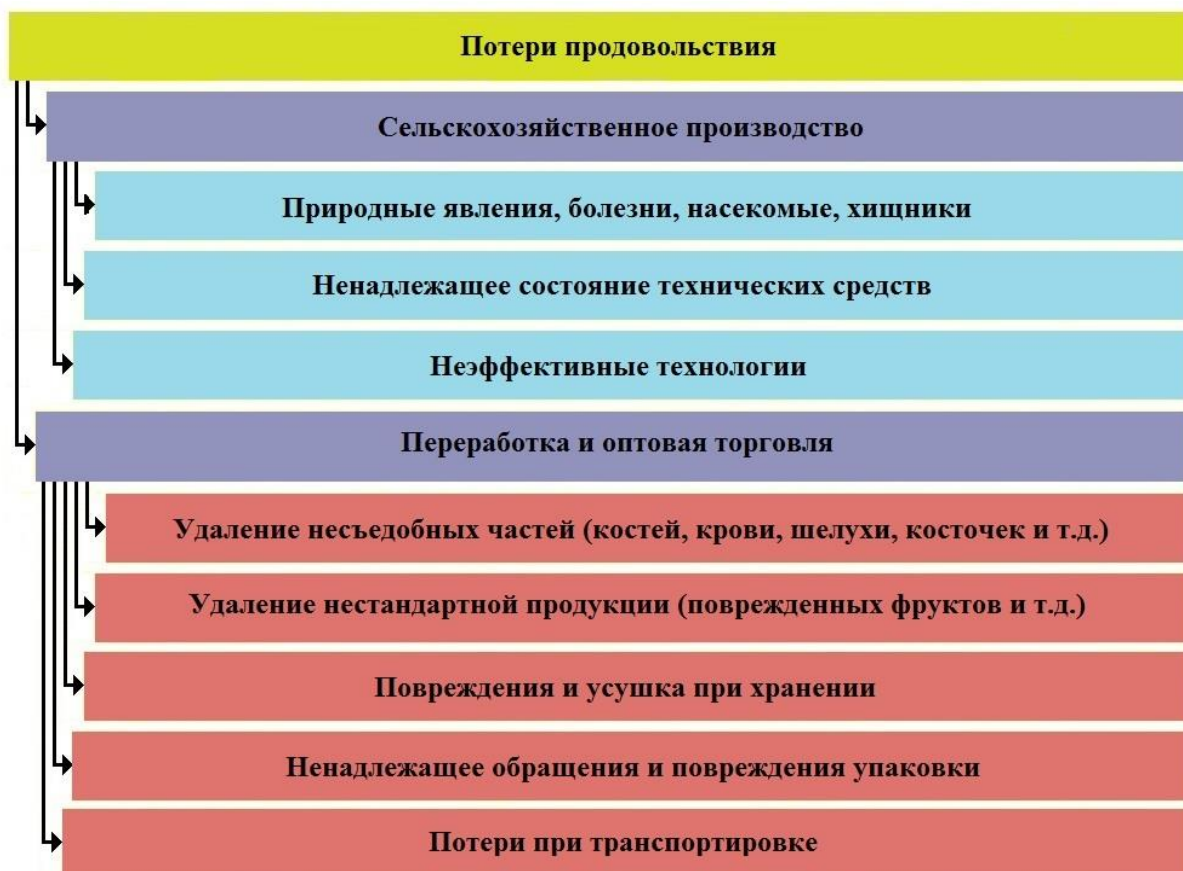 Потери продовольствия
Сельскохозяйственное производство
Природные явления, болезни, насекомые, хищники
Ненадлежащее состояние технических средств
Неэффективные технологии
Переработка и оптовая торговля
Удаление несъедобных частей (костей, крови, шелухи, косточек и т.д.)
Удаление нестандартной продукции (поврежденных фруктов и т.д.)
Повреждения и усушка при хранении
Ненадлежащее обращения и повреждения упаковки
Потери при транспортировке